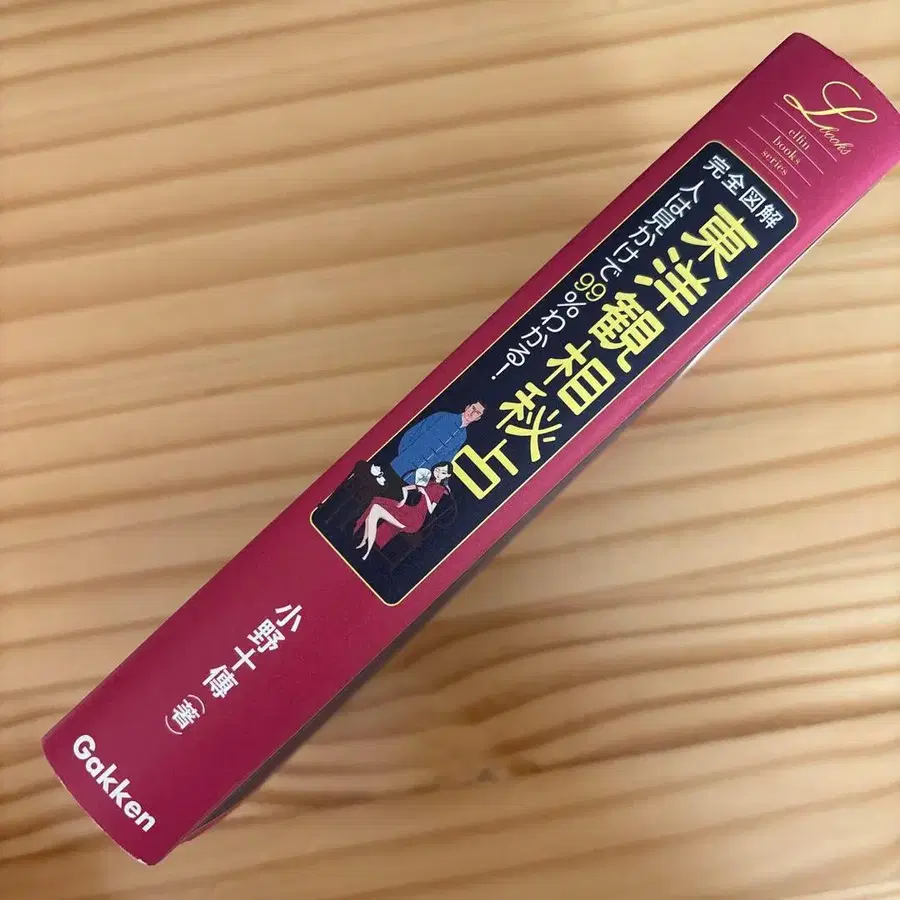 L books
elfin
books
series
完全図解
東洋観相秘占
人は見かけで99%わかる!
小野十傳(著)
Gakken